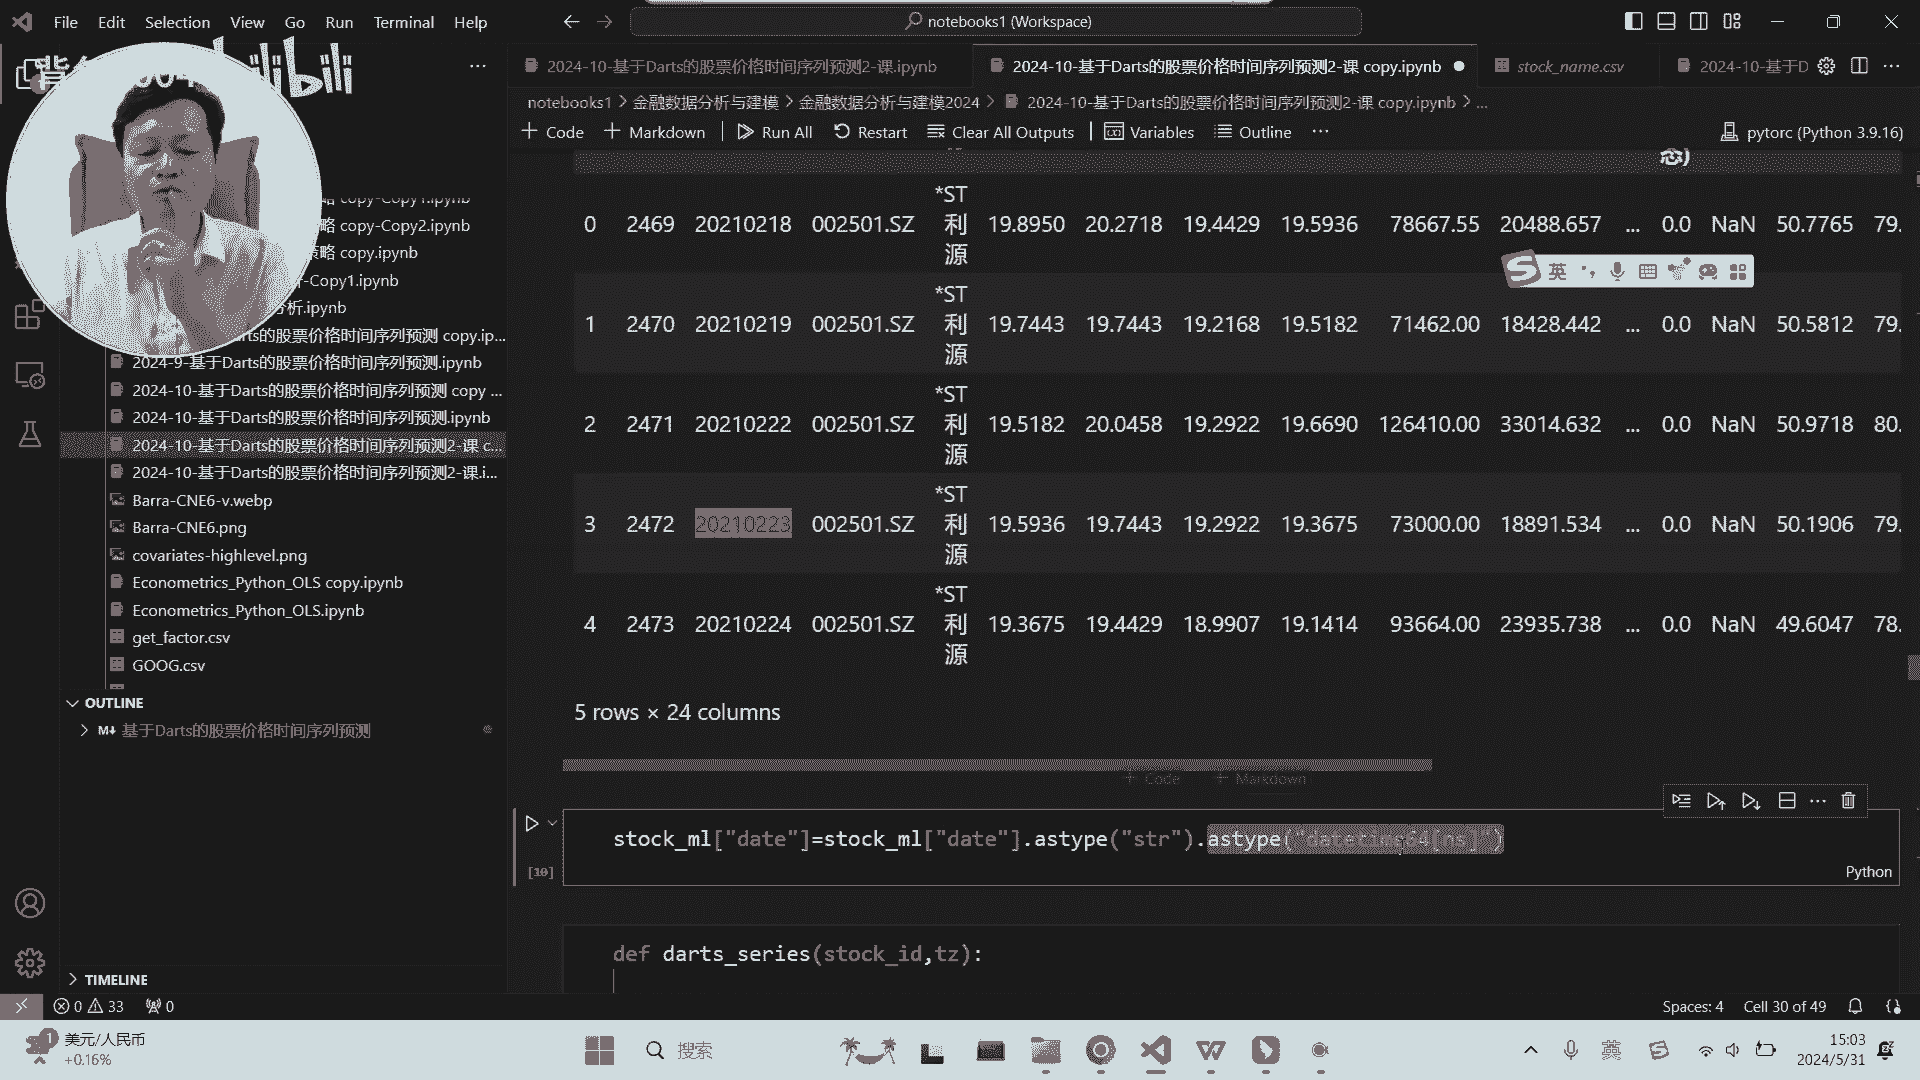 File Edit Selection View Go Run Terminal Help
notebooks1 (Workspace)
bilibili
2024-10-基于Darts的股票价格时间序列预测2-课.ipynb
2024-10-基于Darts的股票价格时间序列预测2-课 copy.ipynb
stock_name.csv
2024-10-基于D
notebooks1 > 金融数据分析与建模 > 金融数据分析与建模2024 > 2024-10-基于Darts的股票价格时间序列预测2-课 copy.ipynb > ...
+ Code + Markdown | Run All Restart Clear All Outputs | Variables Outline ...
pytorc (Python 3.9.16)
略 copy-Copy2.ipynb
策略 copy.ipynb
-Copy1.ipynb
分析.ipynb
arts的股票价格时间序列预测 copy.ip...
2024-9-基于Darts的股票价格时间序列预测.ipynb
2024-10-基于Darts的股票价格时间序列预测 copy ...
2024-10-基于Darts的股票价格时间序列预测.ipynb
2024-10-基于Darts的股票价格时间序列预测2-课 c...
2024-10-基于Darts的股票价格时间序列预测2-课.i...
Barra-CNE6-v.webp
Barra-CNE6.png
covariates-highlevel.png
Econometrics_Python_OLS copy.ipynb
Econometrics_Python_OLS.ipynb
get_factor.csv
GOOG.csv
OUTLINE
M↓ 基于Darts的股票价格时间序列预测
TIMELINE
0 2469 20210218 002501.SZ *ST利源 19.8950 20.2718 19.4429 19.5936 78667.55 20488.657 ... 0.0 NaN 50.7765 79.
英
1 2470 20210219 002501.SZ *ST利源 19.7443 19.7443 19.2168 19.5182 71462.00 18428.442 ... 0.0 NaN 50.5812 79.
2 2471 20210222 002501.SZ *ST利源 19.5182 20.0458 19.2922 19.6690 126410.00 33014.632 ... 0.0 NaN 50.9718 80.
3 2472 20210223 002501.SZ *ST利源 19.5936 19.7443 19.2922 19.3675 73000.00 18891.534 ... 0.0 NaN 50.1906 79.
4 2473 20210224 002501.SZ *ST利源 19.3675 19.4429 18.9907 19.1414 93664.00 23935.738 ... 0.0 NaN 49.6047 78.
5 rows × 24 columns
+ Code + Markdown
stock_ml["date"]=stock_ml["date"].astype("str").astype("datetime64[ns]")
[10]
Python
def darts_series(stock_id,tz):
0 33 0
Spaces: 4 Cell 30 of 49
1
美元/人民币
+0.16%
搜索
英
15:03
2024/5/31